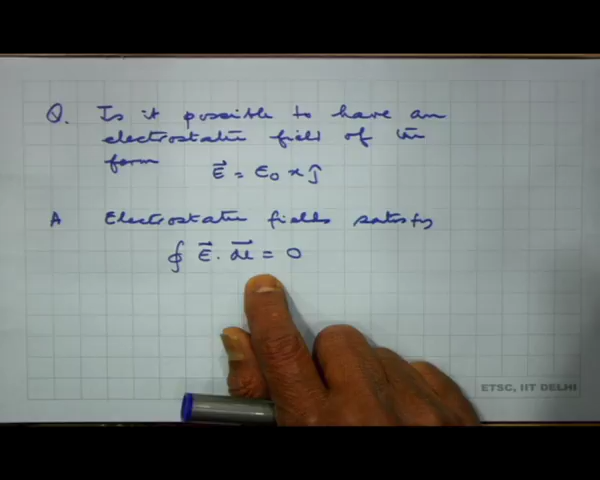 Q. Is it possible to have an
electrostatic field of the
form E⃗ = E₀ x ĵ
A Electrostatic fields satisfy
∮ E⃗ . dl⃗ = 0
ETSC, IIT DELHI